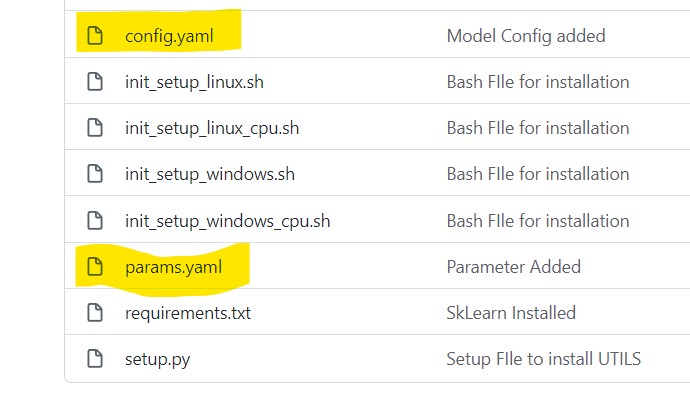 config.yaml Model Config added
init_setup_linux.sh Bash FIle for installation
init_setup_linux_cpu.sh Bash FIle for installation
init_setup_windows.sh Bash FIle for installation
init_setup_windows_cpu.sh Bash FIle for installation
params.yaml Parameter Added
requirements.txt SkLearn Installed
setup.py Setup FIle to install UTILS